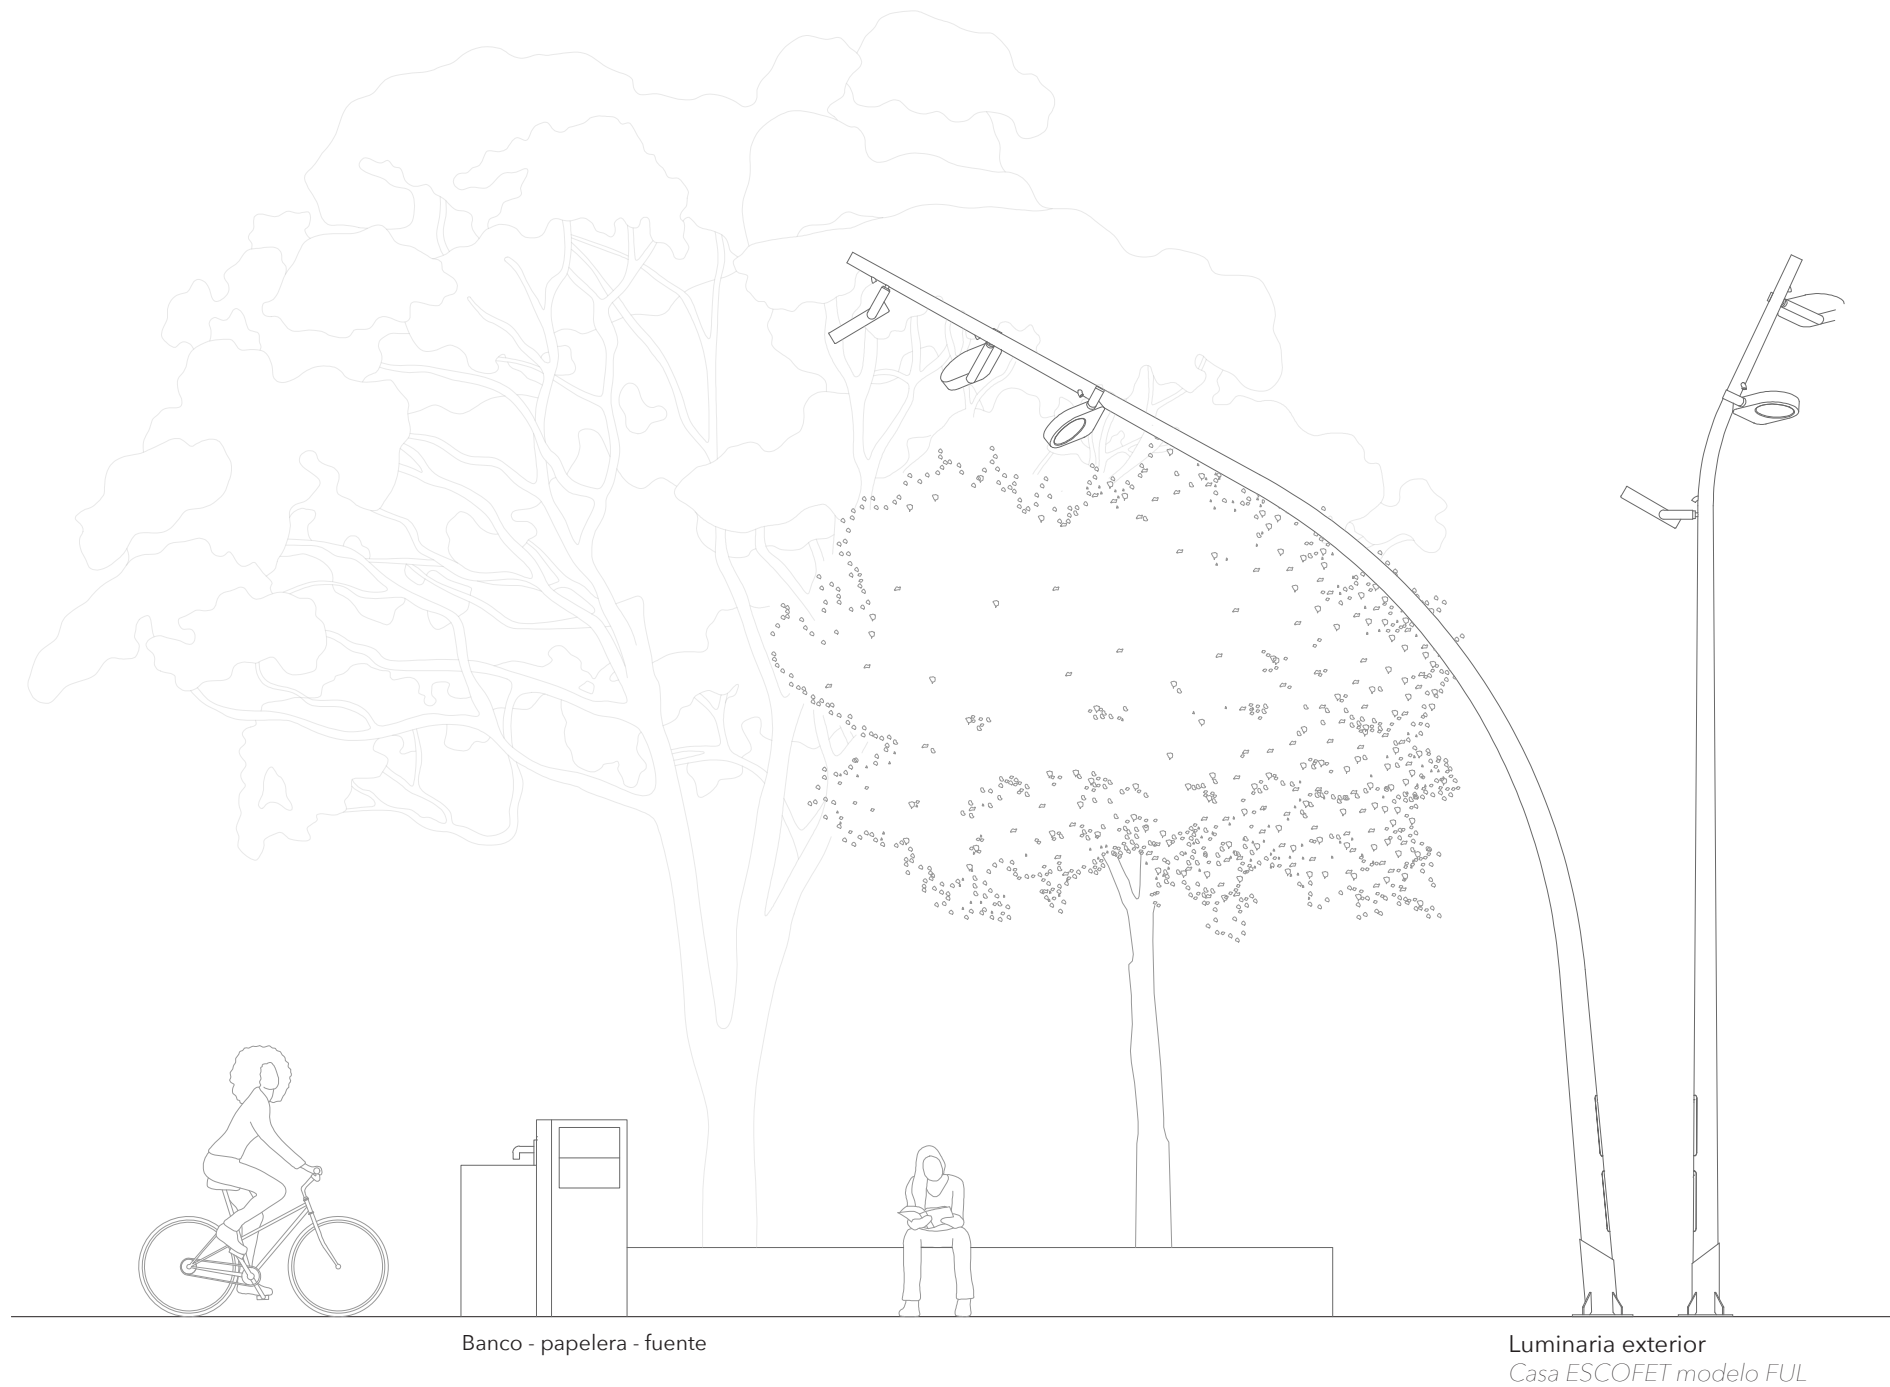 Banco - papelera - fuente
Luminaria exterior
Casa ESCOFET modelo FUL